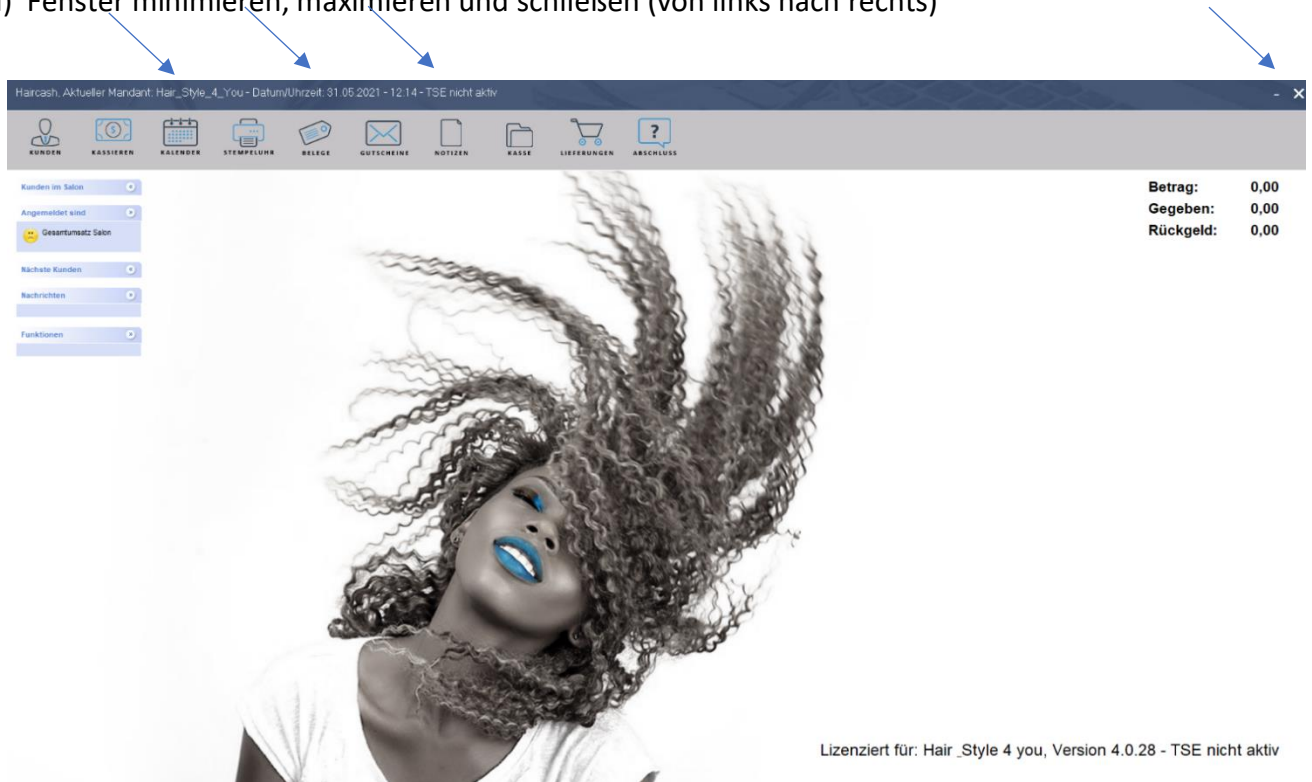 Fenster minimieren, maximieren und schließen (von links nach rechts)
Haircash, Aktueller Mandant: Hair_Style_4_You - Datum/Uhrzeit: 31.05.2021 - 12:14 - TSE nicht aktiv
KUNDEN KASSIEREN KALENDER STEMPELUHR BELEGE GUTSCHEINE NOTIZEN KASSE LIEFERUNGEN ABSCHLUSS
Kunden im Salon
Angemeldet sind
Gesamtumsatz Salon
Nächste Kunden
Nachrichten
Funktionen
Betrag: 0,00
Gegeben: 0,00
Rückgeld: 0,00
Lizenziert für: Hair _Style 4 you, Version 4.0.28 - TSE nicht aktiv